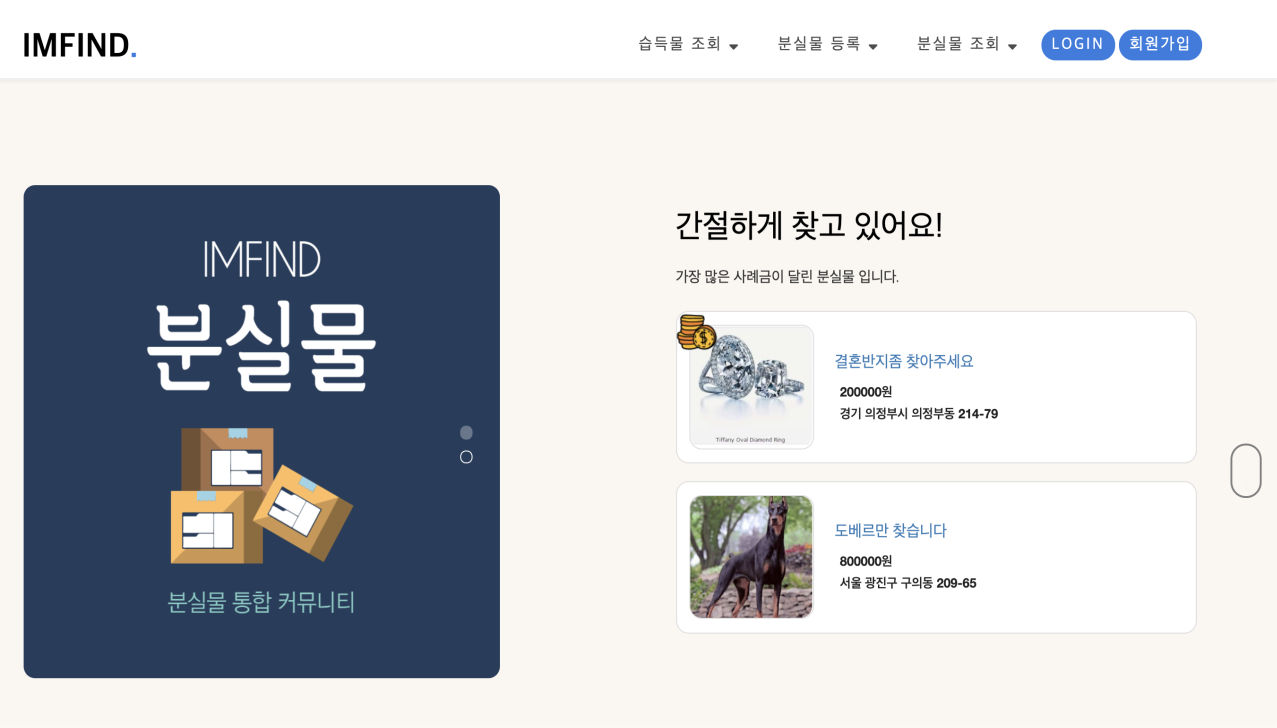 IMFIND.
습득물 조회
분실물 등록
분실물 조회
LOGIN
회원가입
IMFIND
분실물
분실물 통합 커뮤니티
간절하게 찾고 있어요!
가장 많은 사례금이 달린 분실물 입니다.
Tiffany Oval Diamond Ring
결혼반지좀 찾아주세요
200000원
경기 의정부시 의정부동 214-79
도베르만 찾습니다
800000원
서울 광진구 구의동 209-65